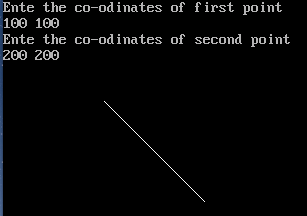 Ente the co-odinates of first point
100 100
Ente the co-odinates of second point
200 200